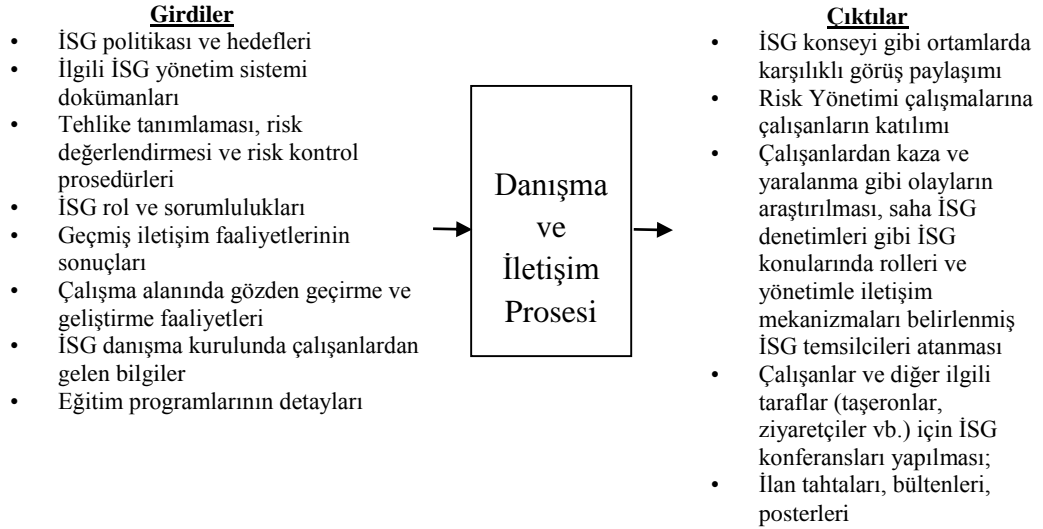 Girdiler
• İSG politikası ve hedefleri
• İlgili İSG yönetim sistemi
dokümanları
• Tehlike tanımlaması, risk
değerlendirmesi ve risk kontrol
prosedürleri
• İSG rol ve sorumlulukları
• Geçmiş iletişim faaliyetlerinin
sonuçları
• Çalışma alanında gözden geçirme ve
geliştirme faaliyetleri
• İSG danışma kurulunda çalışanlardan
gelen bilgiler
• Eğitim programlarının detayları
Danışma
ve
İletişim
Prosesi
Çıktılar
• İSG konseyi gibi ortamlarda
karşılıklı görüş paylaşımı
• Risk Yönetimi çalışmalarına
çalışanların katılımı
• Çalışanlardan kaza ve
yaralanma gibi olayların
araştırılması, saha İSG
denetimleri gibi İSG
konularında rolleri ve
yönetimle iletişim
mekanizmaları belirlenmiş
İSG temsilcileri atanması
• Çalışanlar ve diğer ilgili
taraflar (taşeronlar,
ziyaretçiler vb.) için İSG
konferansları yapılması;
• İlan tahtaları, bültenleri,
posterleri